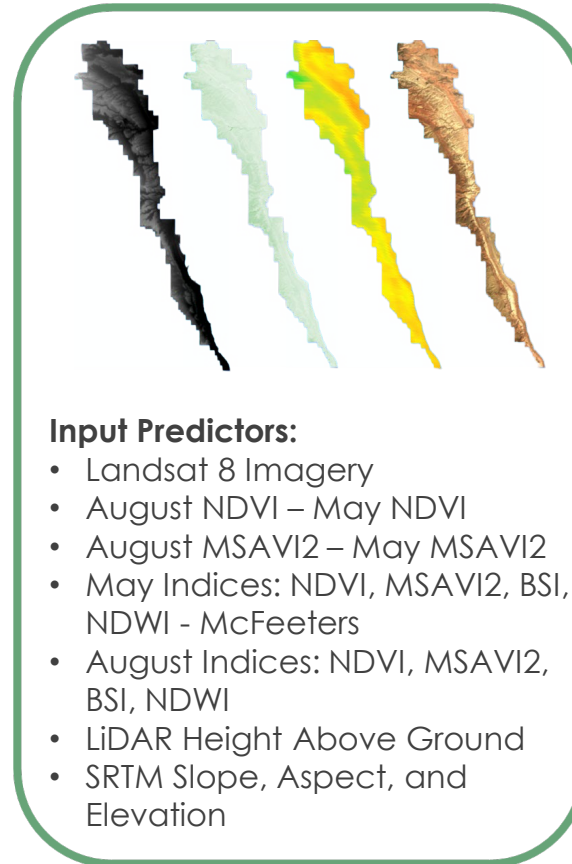 Input Predictors:
• Landsat 8 Imagery
• August NDVI – May NDVI
• August MSAVI2 – May MSAVI2
• May Indices: NDVI, MSAVI2, BSI,
NDWI - McFeeters
• August Indices: NDVI, MSAVI2,
BSI, NDWI
• LiDAR Height Above Ground
• SRTM Slope, Aspect, and
Elevation